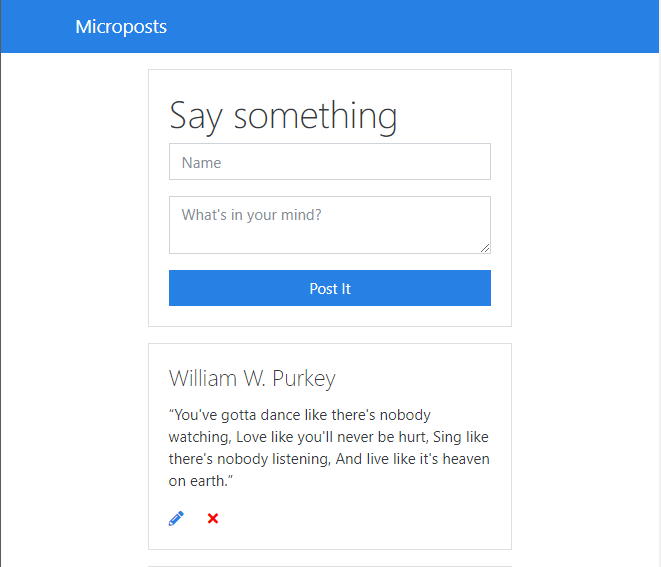 Microposts
Say something
Name
What's in your mind?
Post It
William W. Purkey
“You've gotta dance like there's nobody
watching, Love like you'll never be hurt, Sing like
there's nobody listening, And live like it's heaven
on earth.”